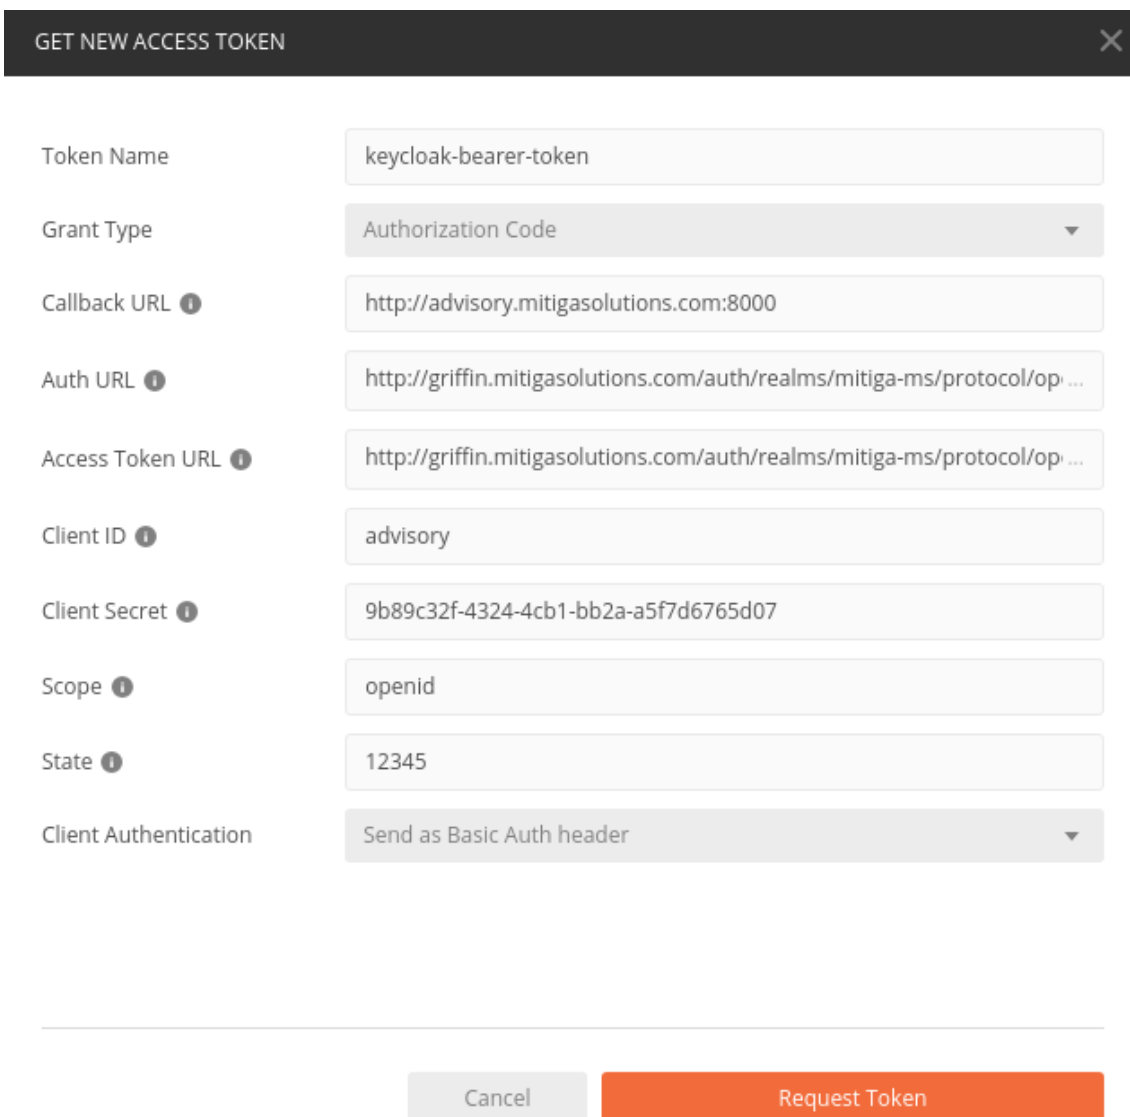 GET NEW ACCESS TOKEN
Token Name
keycloak-bearer-token
Grant Type
Authorization Code
Callback URL
http://advisory.mitigasolutions.com:8000
Auth URL
http://griffin.mitigasolutions.com/auth/realms/mitiga-ms/protocol/op ...
Access Token URL
http://griffin.mitigasolutions.com/auth/realms/mitiga-ms/protocol/op ...
Client ID
advisory
Client Secret
9b89c32f-4324-4cb1-bb2a-a5f7d6765d07
Scope
openid
State
12345
Client Authentication
Send as Basic Auth header
Cancel
Request Token